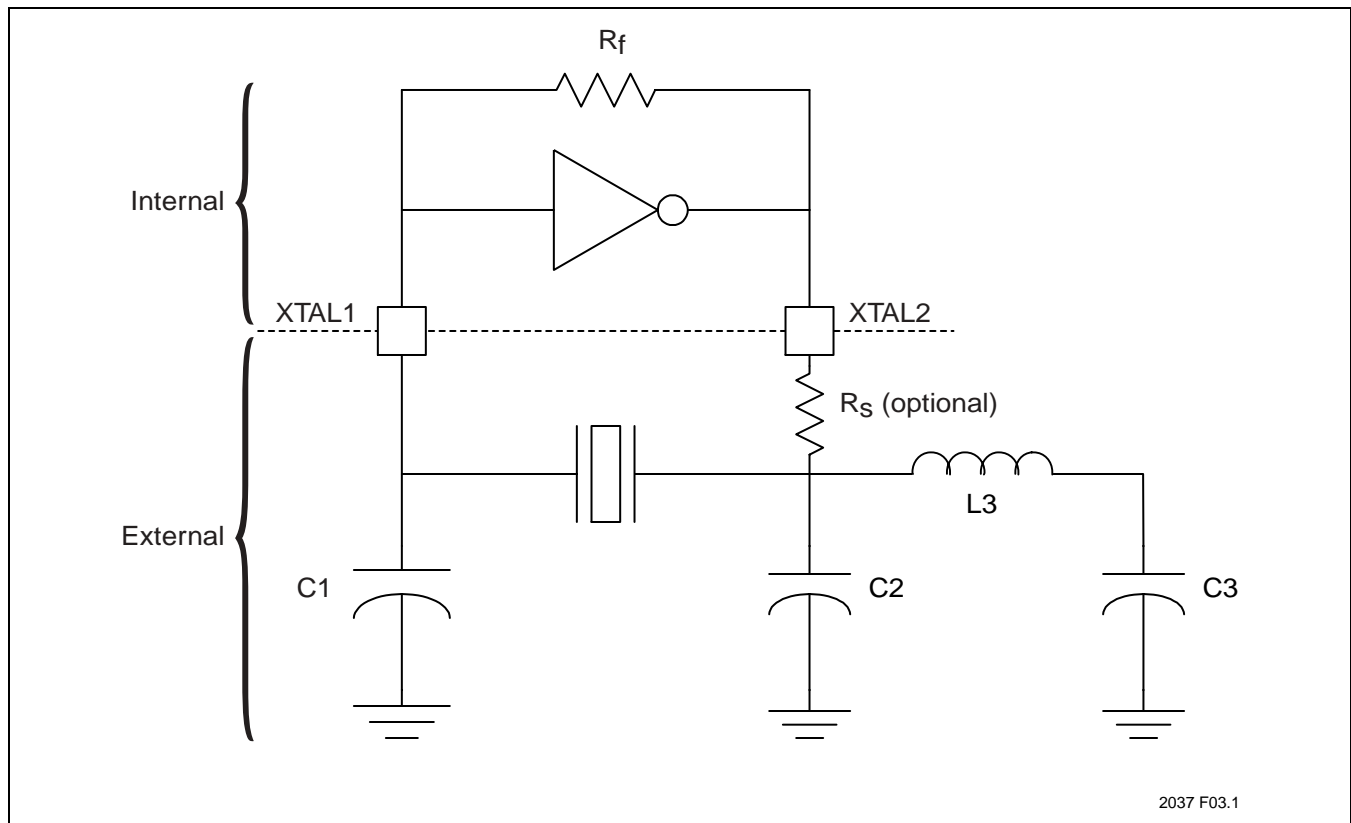 Rf
Internal
XTAL1
XTAL2
Rs (optional)
L3
External
C1
C2
C3
2037 F03.1